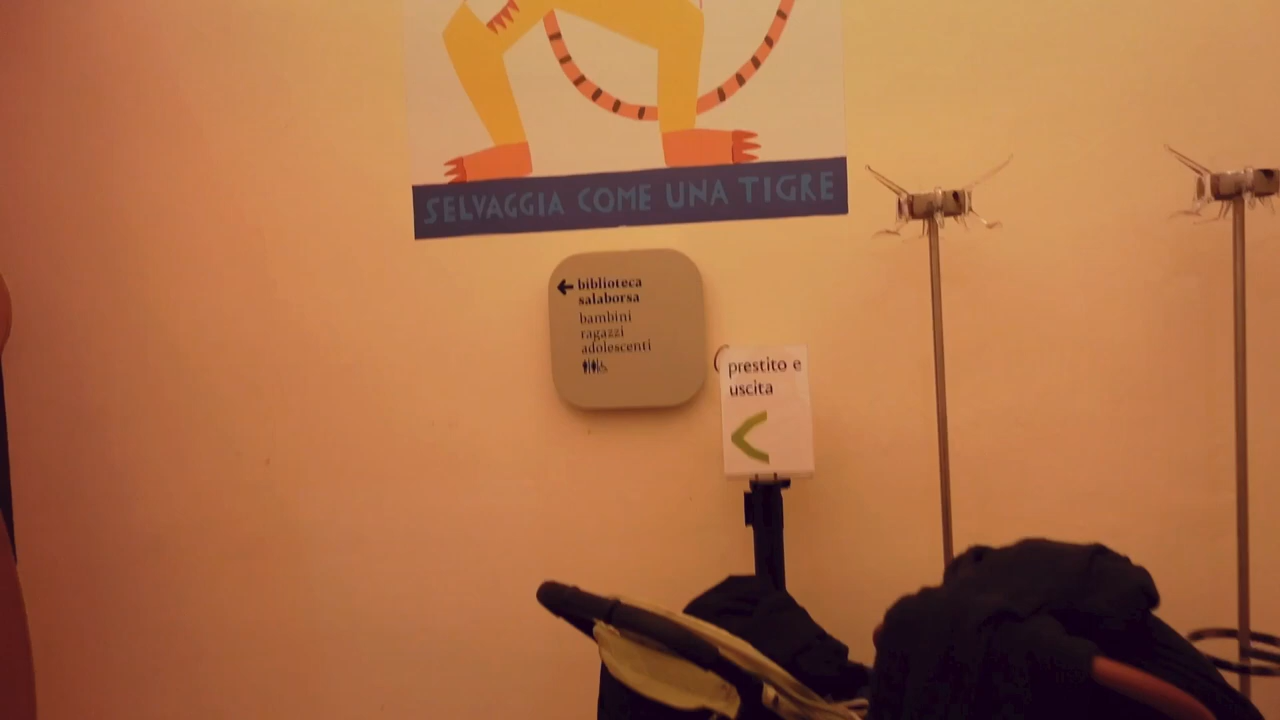 SELVAGGIA COME UNA TIGRE
biblioteca
salaborsa
bambini
ragazzi
adolescenti
prestito e
uscita